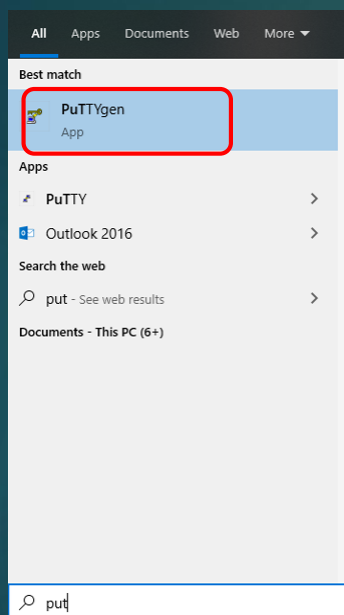 All Apps Documents Web More
Best match
PuTTYgen
App
Apps
PuTTY
Outlook 2016
Search the web
put - See web results
Documents - This PC (6+)
put